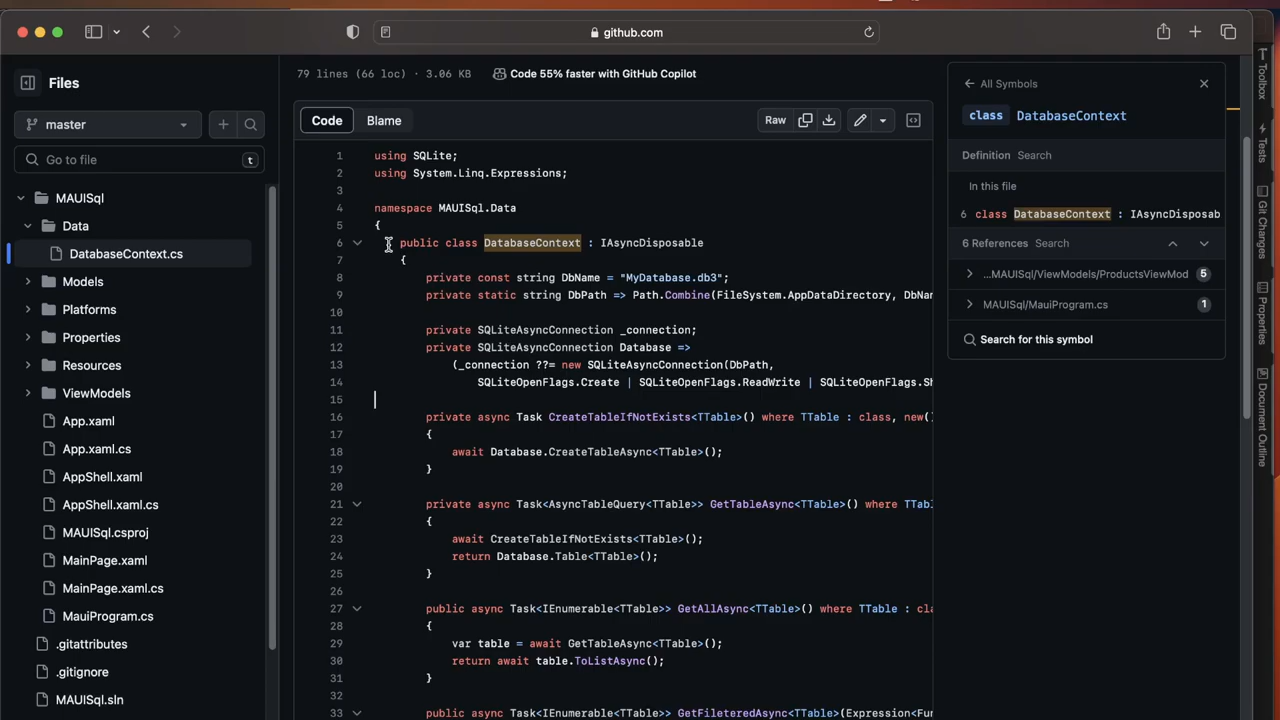 github.com
Files
master
Go to file
t
MAUISql
Data
DatabaseContext.cs
Models
Platforms
Properties
Resources
ViewModels
App.xaml
App.xaml.cs
AppShell.xaml
AppShell.xaml.cs
MAUISql.csproj
MainPage.xaml
MainPage.xaml.cs
MauiProgram.cs
.gitattributes
.gitignore
MAUISql.sln
79 lines (66 loc) · 3.06 KB
Code 55% faster with GitHub Copilot
Code
Blame
Raw
1 using SQLite;
2 using System.Linq.Expressions;
3
4 namespace MAUISql.Data
5 {
6 public class DatabaseContext : IAsyncDisposable
7 {
8 private const string DbName = "MyDatabase.db3";
9 private static string DbPath => Path.Combine(FileSystem.AppDataDirectory, DbNam
10
11 private SQLiteAsyncConnection _connection;
12 private SQLiteAsyncConnection Database =>
13 (_connection ??= new SQLiteAsyncConnection(DbPath,
14 SQLiteOpenFlags.Create | SQLiteOpenFlags.ReadWrite | SQLiteOpenFlags.Sh
15
16 private async Task CreateTableIfNotExists<TTable>() where TTable : class, new()
17 {
18 await Database.CreateTableAsync<TTable>();
19 }
20
21 private async Task<AsyncTableQuery<TTable>> GetTableAsync<TTable>() where TTabl
22 {
23 await CreateTableIfNotExists<TTable>();
24 return Database.Table<TTable>();
25 }
26
27 public async Task<IEnumerable<TTable>> GetAllAsync<TTable>() where TTable : cla
28 {
29 var table = await GetTableAsync<TTable>();
30 return await table.ToListAsync();
31 }
32
33 public async Task<IEnumerable<TTable>> GetFileteredAsync<TTable>(Expression<Fun
All Symbols
class DatabaseContext
Definition Search
In this file
6 class DatabaseContext : IAsyncDisposab
6 References Search
...MAUISql/ViewModels/ProductsViewMod 5
MAUISql/MauiProgram.cs 1
Search for this symbol
Toolbox
Tests
Git Changes
Properties
Document Outline